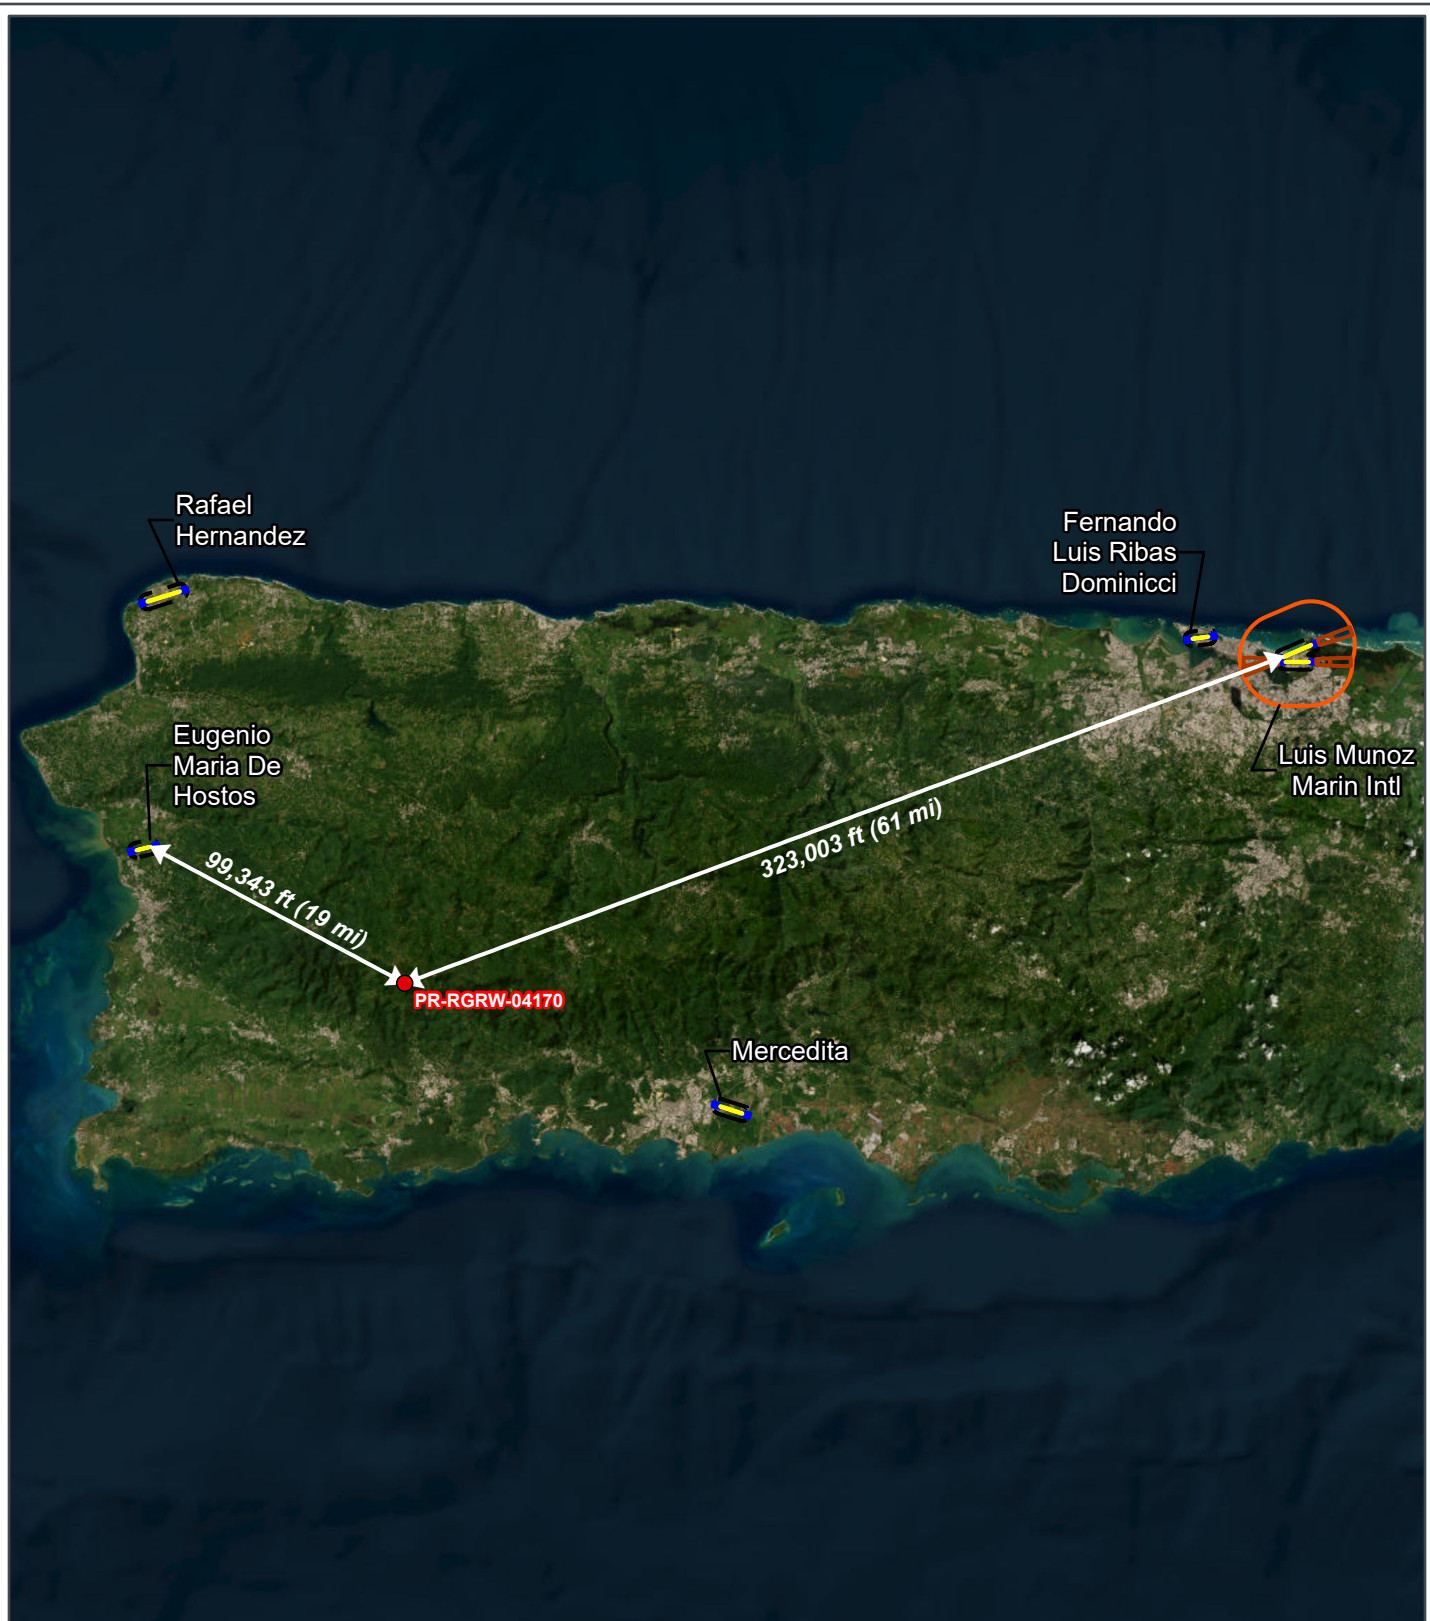 Rafael
Hernandez
Fernando
Luis Ribas
Dominicci
Eugenio
Maria De
Hostos
Luis Munoz
Marin Intl
323,003 ft (61 mi)
99,343 ft (19 mi)
PR-RGRW-04170
Mercedita